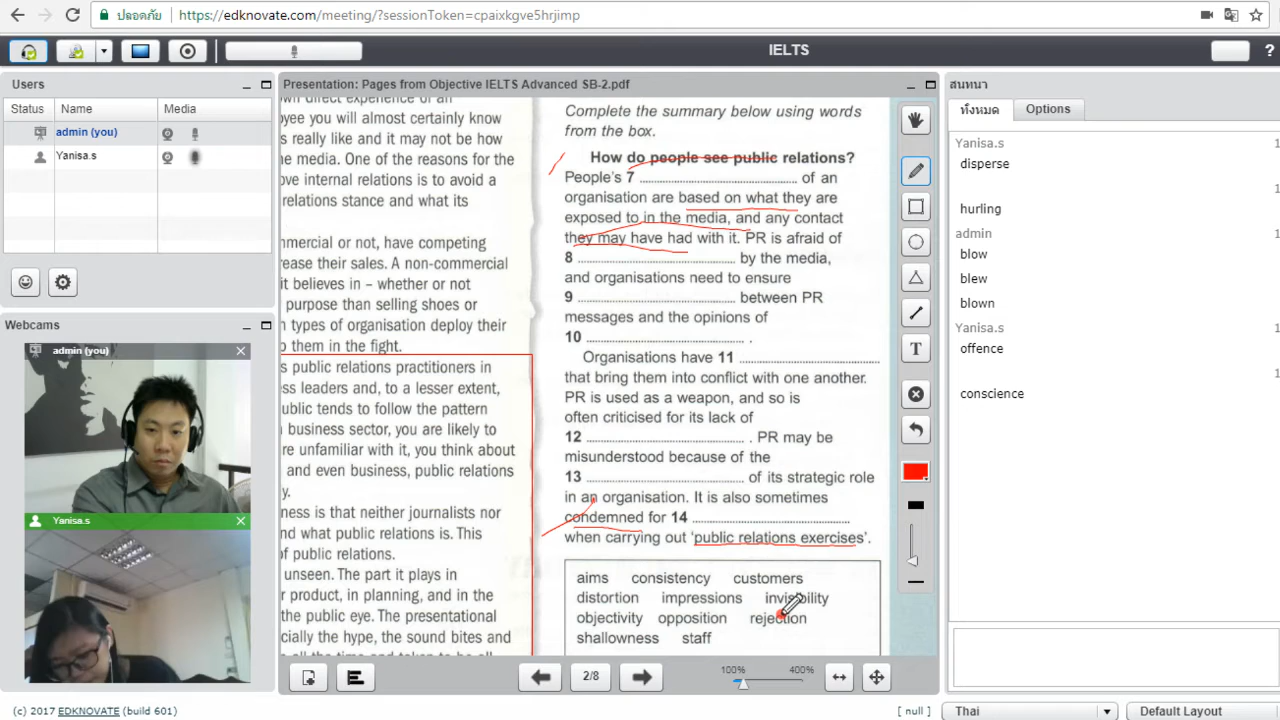 ปลอดภัย
https://edknovate.com/meeting/?sessionToken=cpaixkgve5hrjimp
IELTS
?
Users
Status Name Media
admin (you)
Yanisa.s
Webcams
admin (you)
Yanisa.s
Presentation: Pages from Objective IELTS Advanced SB-2.pdf
own direct experience of an
yee you will almost certainly know
s really like and it may not be how
he media. One of the reasons for the
ove internal relations is to avoid a
relations stance and what its
mmercial or not, have competing
rease their sales. A non-commercial
it believes in – whether or not
purpose than selling shoes or
n types of organisation deploy their
o them in the fight.
s public relations practitioners in
ss leaders and, to a lesser extent,
ublic tends to follow the pattern
business sector, you are likely to
re unfamiliar with it, you think about
and even business, public relations
y.
ness is that neither journalists nor
nd what public relations is. This
of public relations.
unseen. The part it plays in
r product, in planning, and in the
the public eye. The presentational
cially the hype, the sound bites and
Complete the summary below using words
from the box.
How do people see public relations?
People's 7 .......... of an
organisation are based on what they are
exposed to in the media, and any contact
they may have had with it. PR is afraid of
8 .......... by the media,
and organisations need to ensure
9 .......... between PR
messages and the opinions of
10 .......... .
Organisations have 11 ..........
that bring them into conflict with one another.
PR is used as a weapon, and so is
often criticised for its lack of
12 .......... . PR may be
misunderstood because of the
13 .......... of its strategic role
in an organisation. It is also sometimes
condemned for 14 ..........
when carrying out 'public relations exercises'.
aims consistency customers
distortion impressions invisibility
objectivity opposition rejection
shallowness staff
T
2/8
100% 400%
สนทนา
ทั้งหมด Options
Yanisa.s
disperse
hurling
admin
blow
blew
blown
Yanisa.s
offence
conscience
(c) 2017 EDKNOVATE (build 601)
[ null ]
Thai
Default Layout